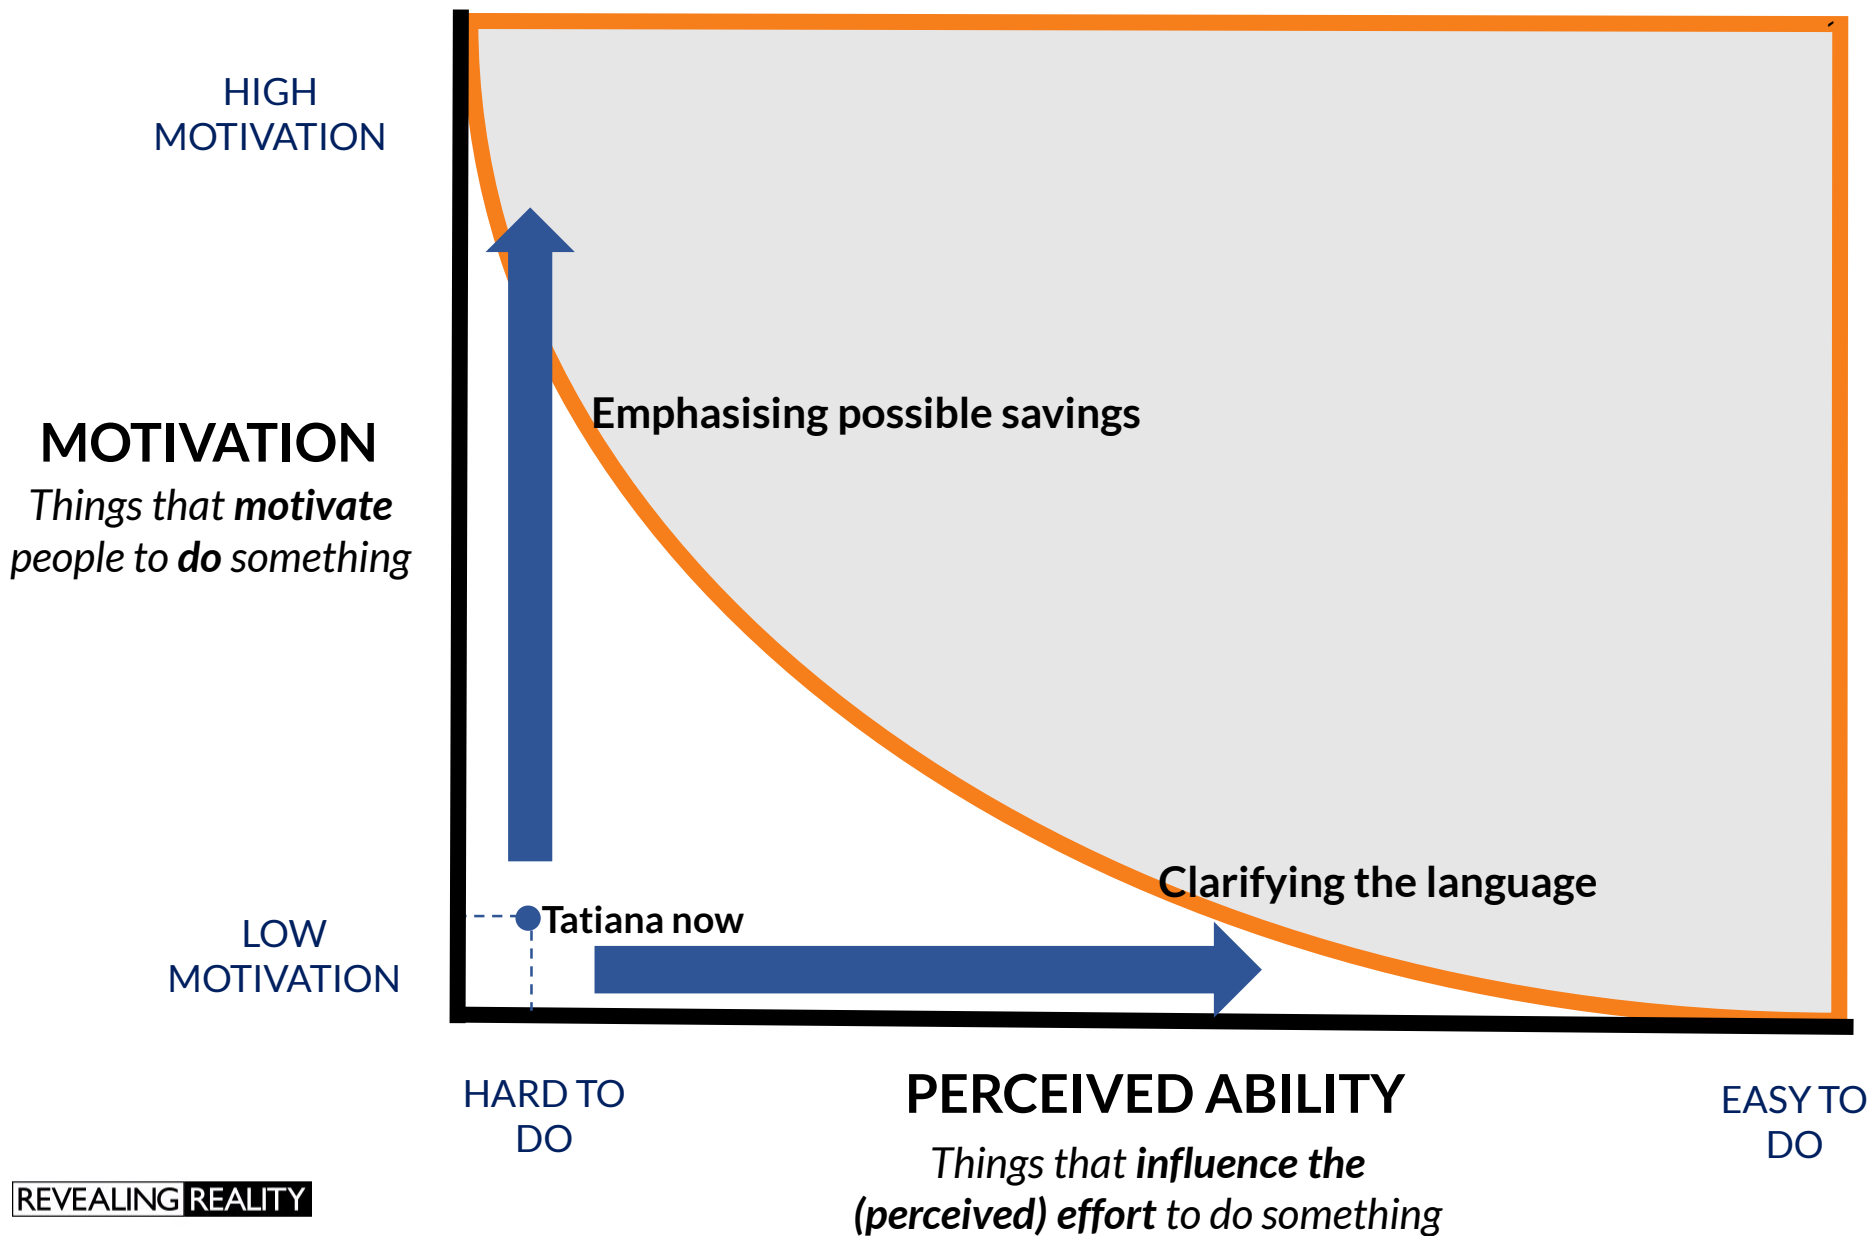 HIGH
MOTIVATION
MOTIVATION
Things that motivate
people to do something
Emphasising possible savings
Clarifying the language
Tatiana now
LOW
MOTIVATION
HARD TO
DO
PERCEIVED ABILITY
Things that influence the
(perceived) effort to do something
EASY TO
DO
REVEALING REALITY